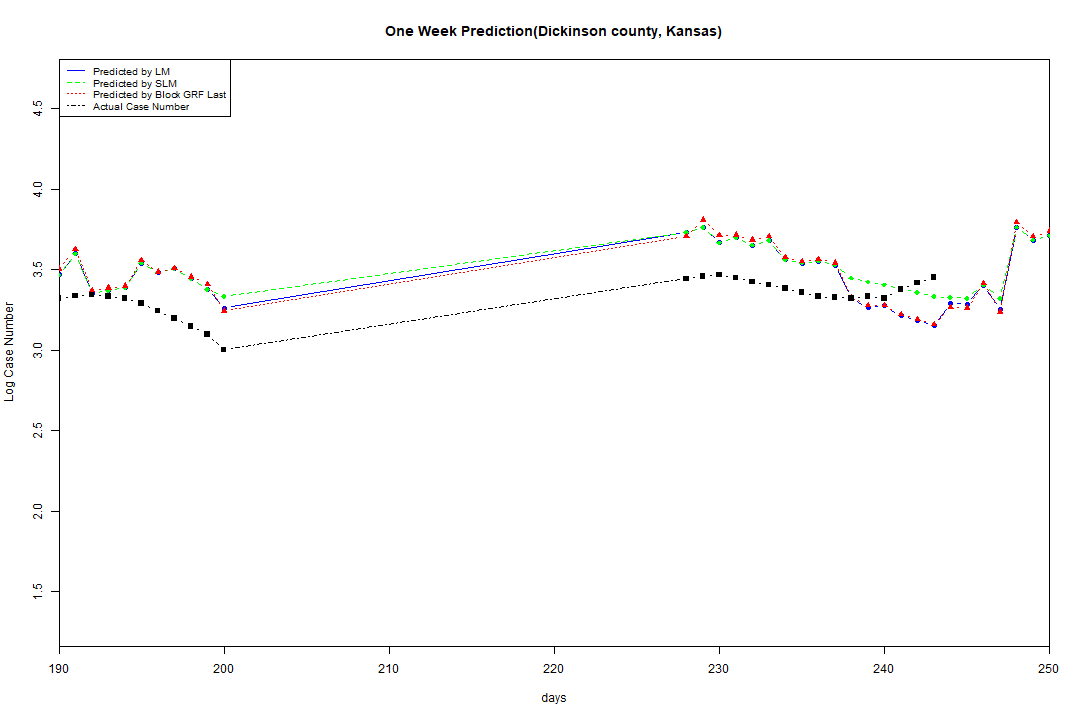 One Week Prediction(Dickinson county, Kansas)
Predicted by LM
Predicted by SLM
Predicted by Block GRF Last
Actual Case Number
4.5
4.0
3.5
3.0
2.5
2.0
1.5
Log Case Number
190 200 210 220 230 240 250
days